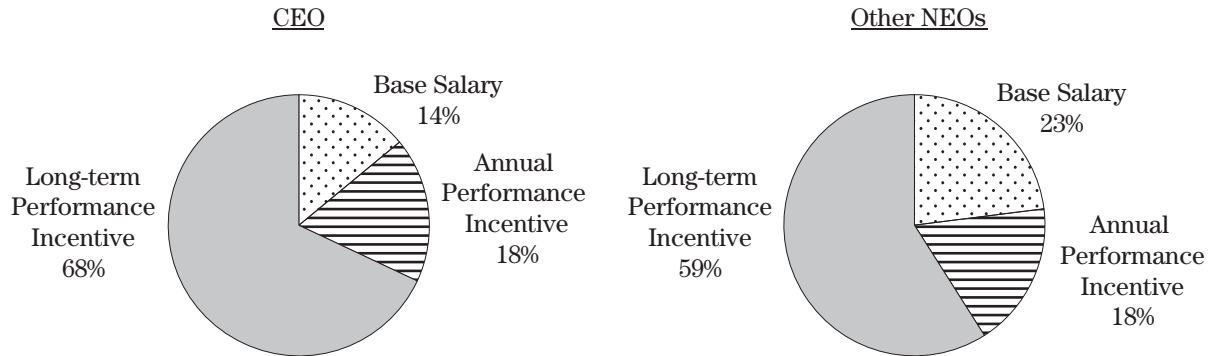 CEO
Base Salary
14%
Annual
Performance
Incentive
18%
Long-term
Performance
Incentive
68%
Other NEOs
Base Salary
23%
Annual
Performance
Incentive
18%
Long-term
Performance
Incentive
59%